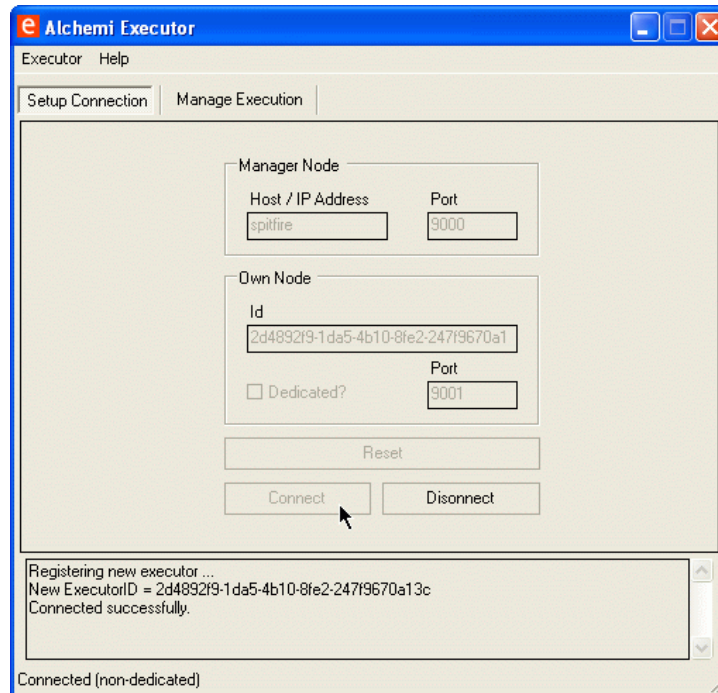 e Alchemi Executor
Executor Help
Setup Connection Manage Execution
Manager Node
Host / IP Address Port
spitfire 9000
Own Node
Id
2d4892f9-1da5-4b10-8fe2-247f9670a1
Port
Dedicated? 9001
Reset
Connect Disonnect
Registering new executor ...
New ExecutorID = 2d4892f9-1da5-4b10-8fe2-247f9670a13c
Connected successfully.
Connected (non-dedicated)